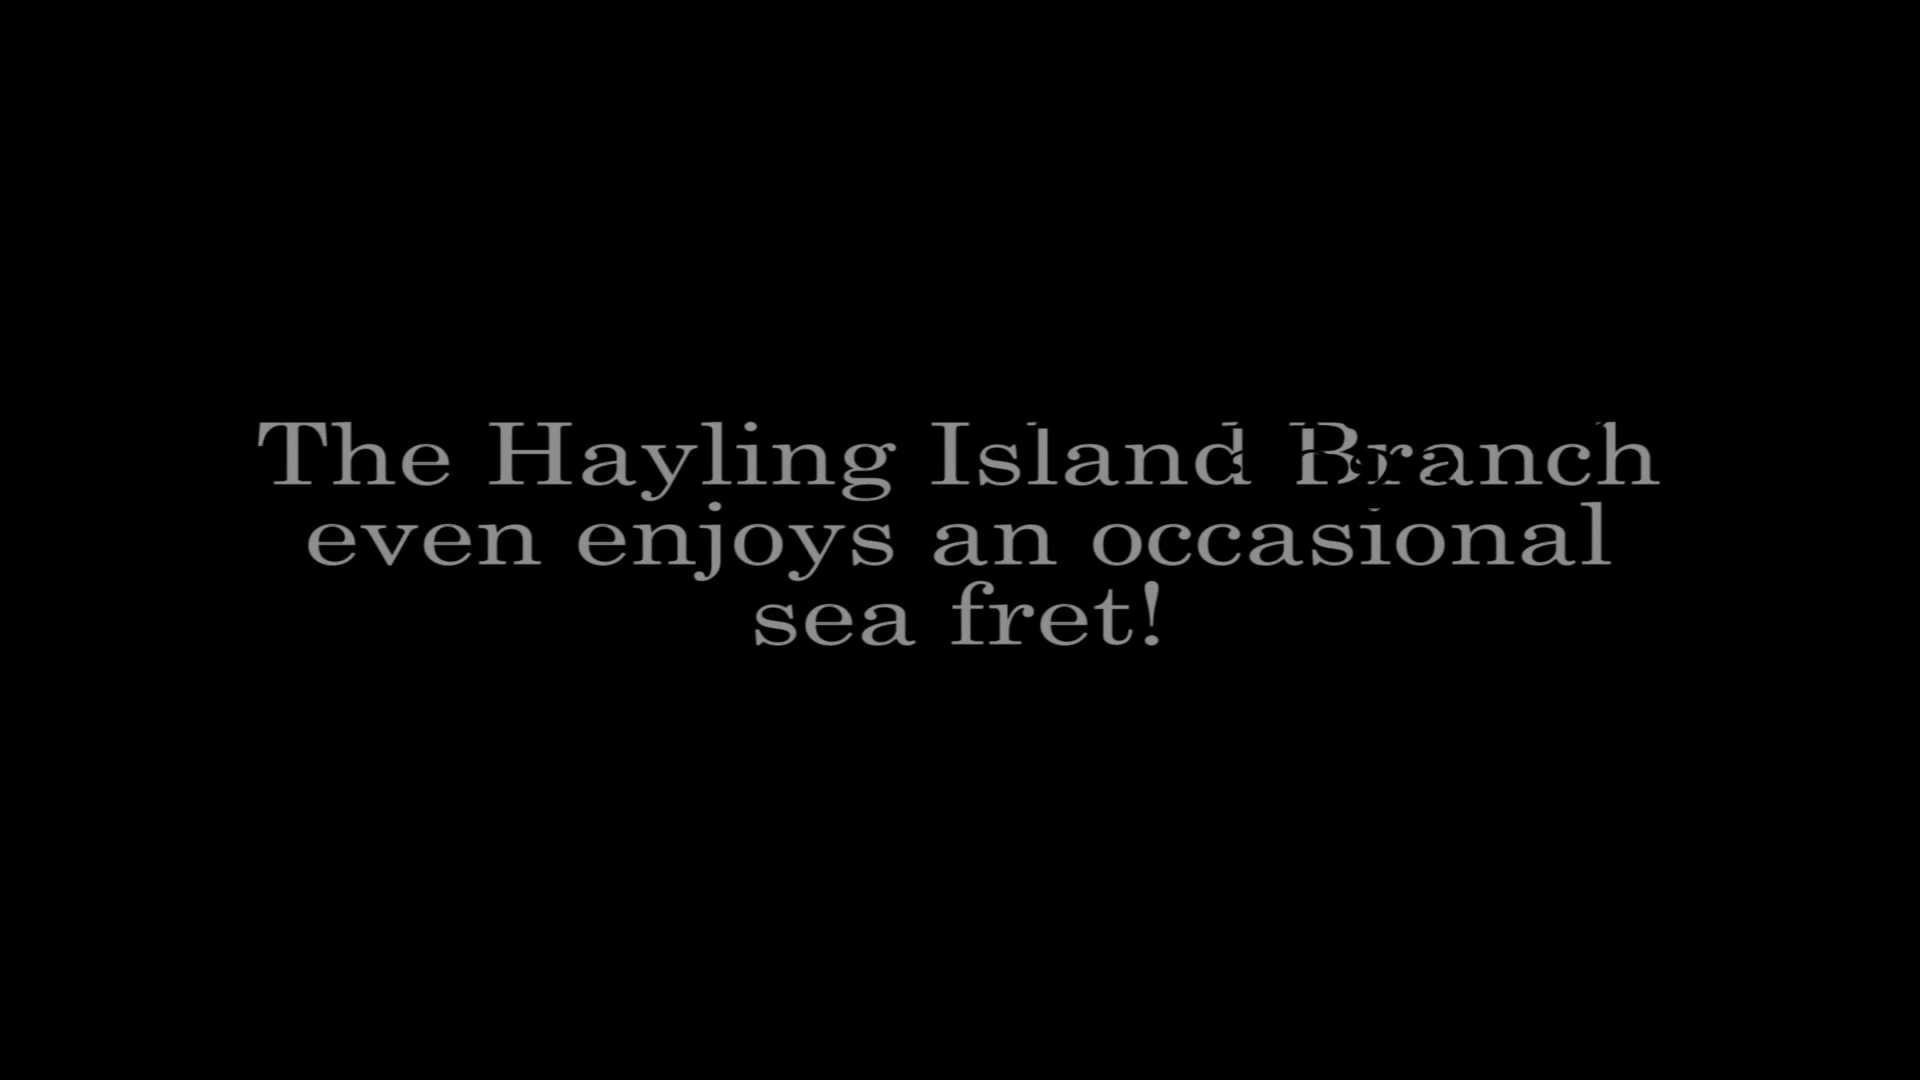 The Hayling Island Branch
even enjoys an occasional
sea fret!